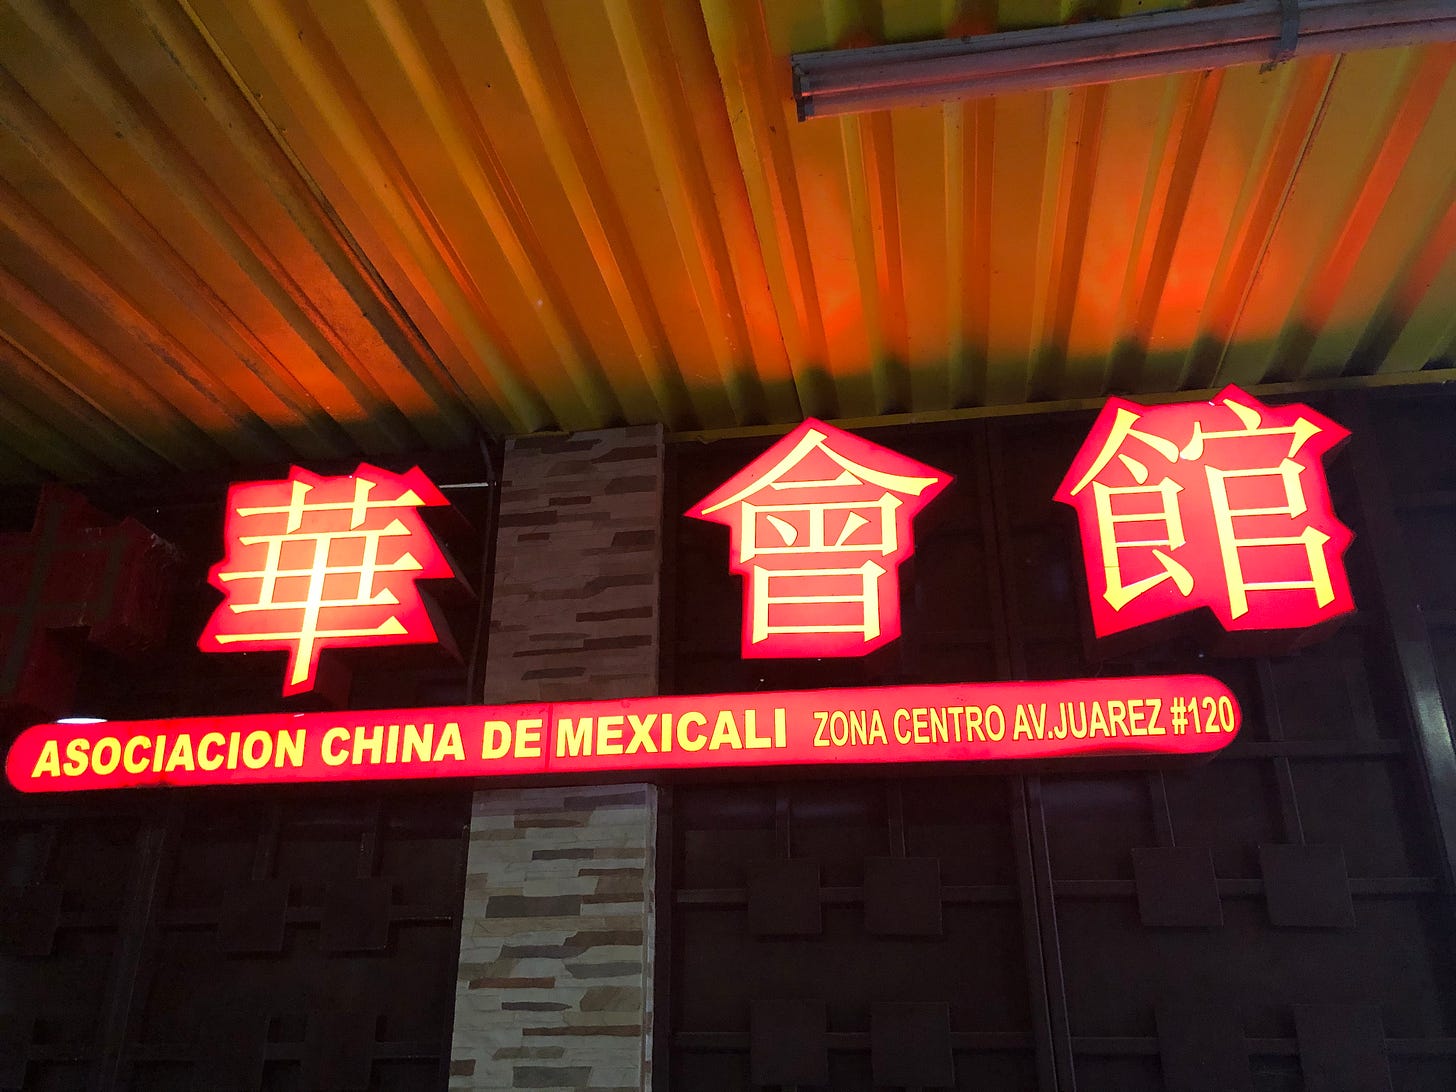 華會館
ASOCIACION CHINA DE MEXICALI ZONA CENTRO AV.JUAREZ #120